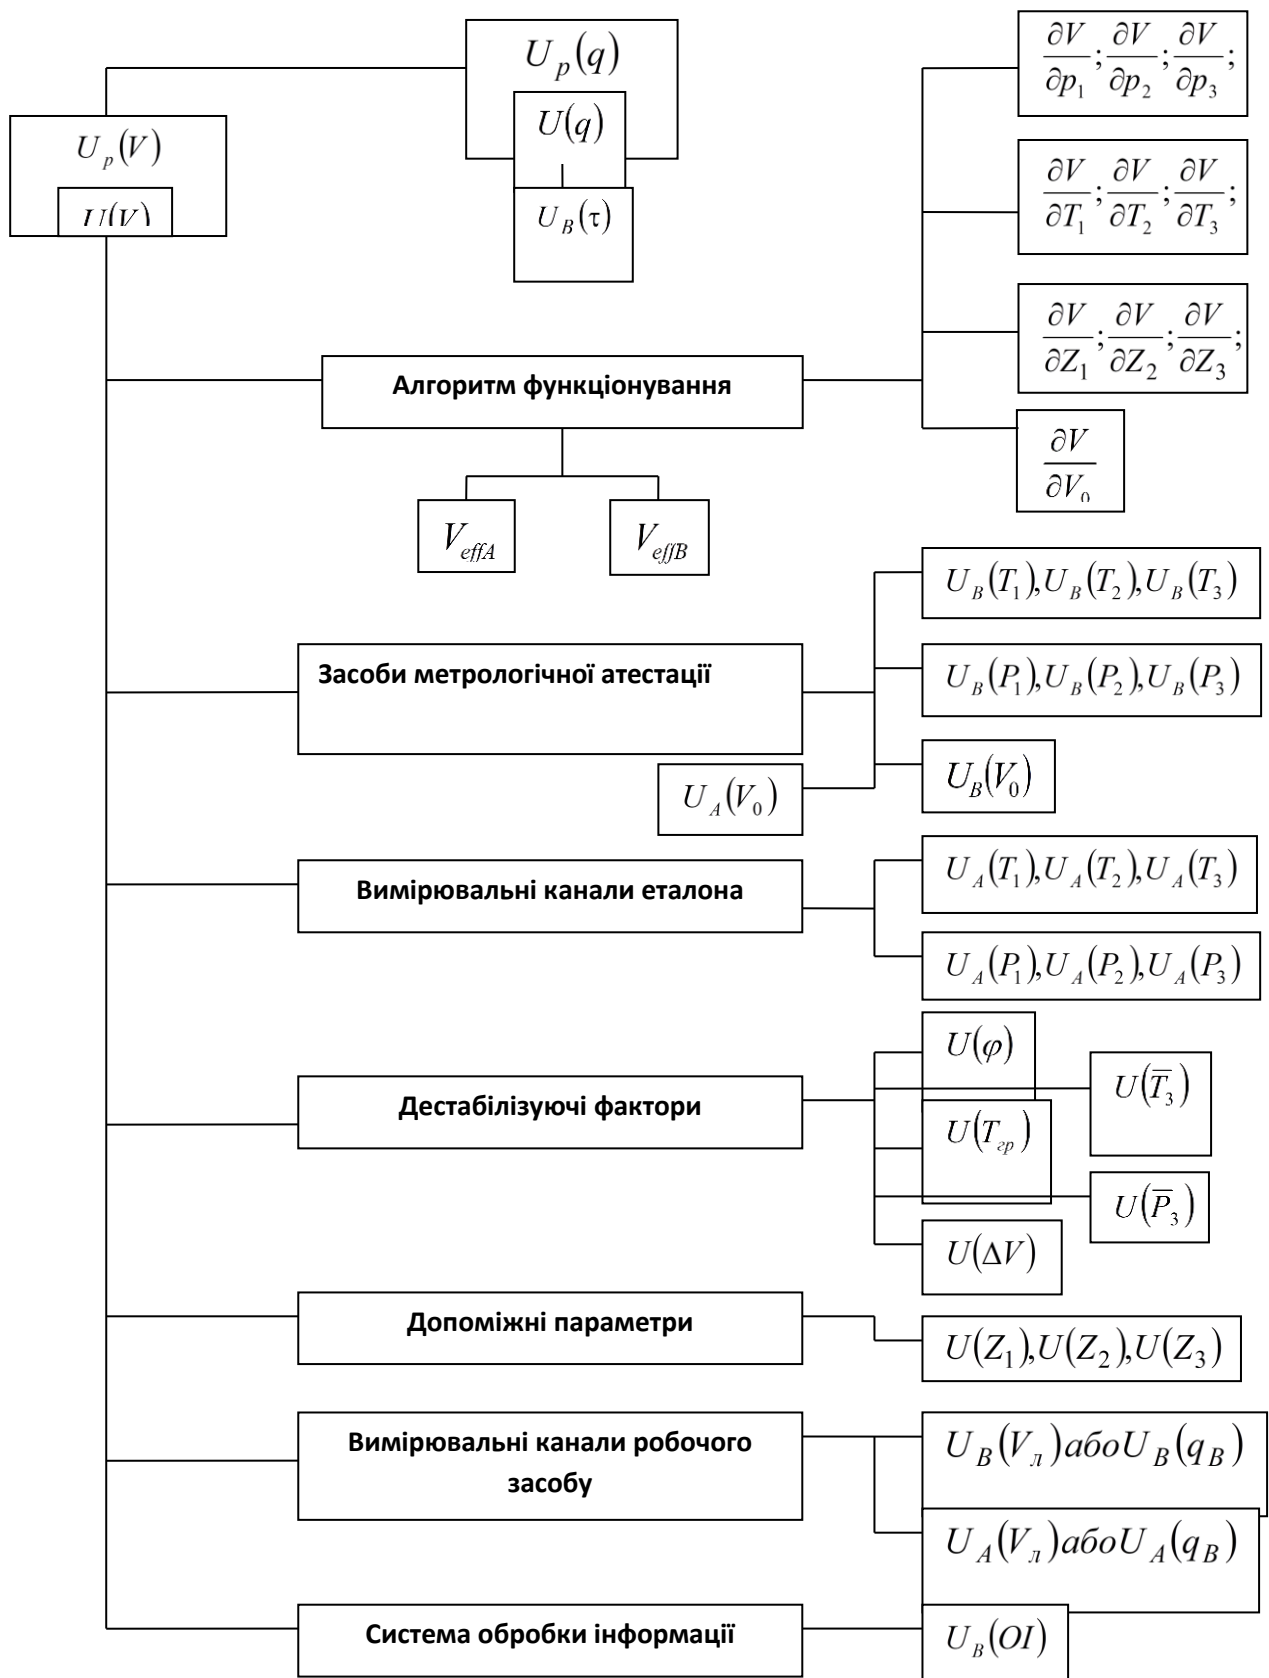 U_p(q)
U(q)
U_B(τ)
U_p(V)
U(V)
∂V/∂p₁; ∂V/∂p₂; ∂V/∂p₃;
∂V/∂T₁; ∂V/∂T₂; ∂V/∂T₃;
∂V/∂Z₁; ∂V/∂Z₂; ∂V/∂Z₃;
∂V/∂V₀
Алгоритм функціонування
V_effA
V_effB
Засоби метрологічної атестації
U_B(T₁),U_B(T₂),U_B(T₃)
U_B(P₁),U_B(P₂),U_B(P₃)
U_A(V₀)
U_B(V₀)
Вимірювальні канали еталона
U_A(T₁),U_A(T₂),U_A(T₃)
U_A(P₁),U_A(P₂),U_A(P₃)
Дестабілізуючі фактори
U(φ)
U(T̅₃)
U(T_гр)
U(P̅₃)
U(ΔV)
Допоміжні параметри
U(Z₁),U(Z₂),U(Z₃)
Вимірювальні канали робочого
засобу
U_B(V_л)абоU_B(q_B)
U_A(V_л)абоU_A(q_B)
Система обробки інформації
U_B(OI)